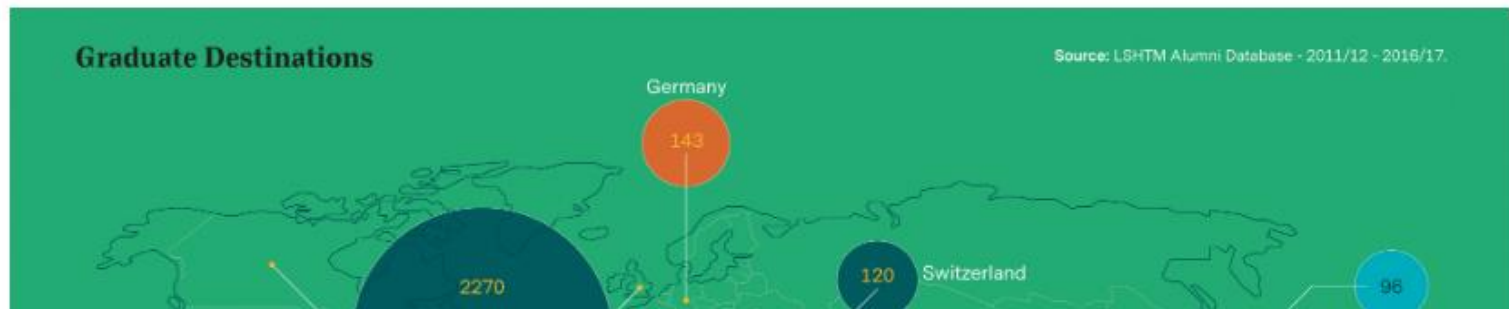 Graduate Destinations
Source: LSHTM Alumni Database - 2011/12 - 2016/17.
Germany
143
120 Switzerland
2270
96